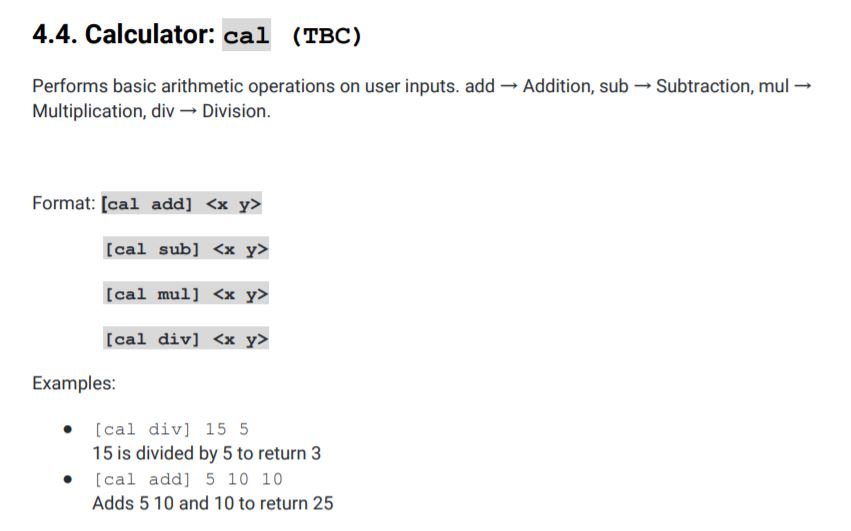 4.4. Calculator: cal (TBC)
Performs basic arithmetic operations on user inputs. add → Addition, sub → Subtraction, mul →
Multiplication, div → Division.
Format: [cal add] <x y>
[cal sub] <x y>
[cal mul] <x y>
[cal div] <x y>
Examples:
● [cal div] 15 5
15 is divided by 5 to return 3
● [cal add] 5 10 10
Adds 5 10 and 10 to return 25